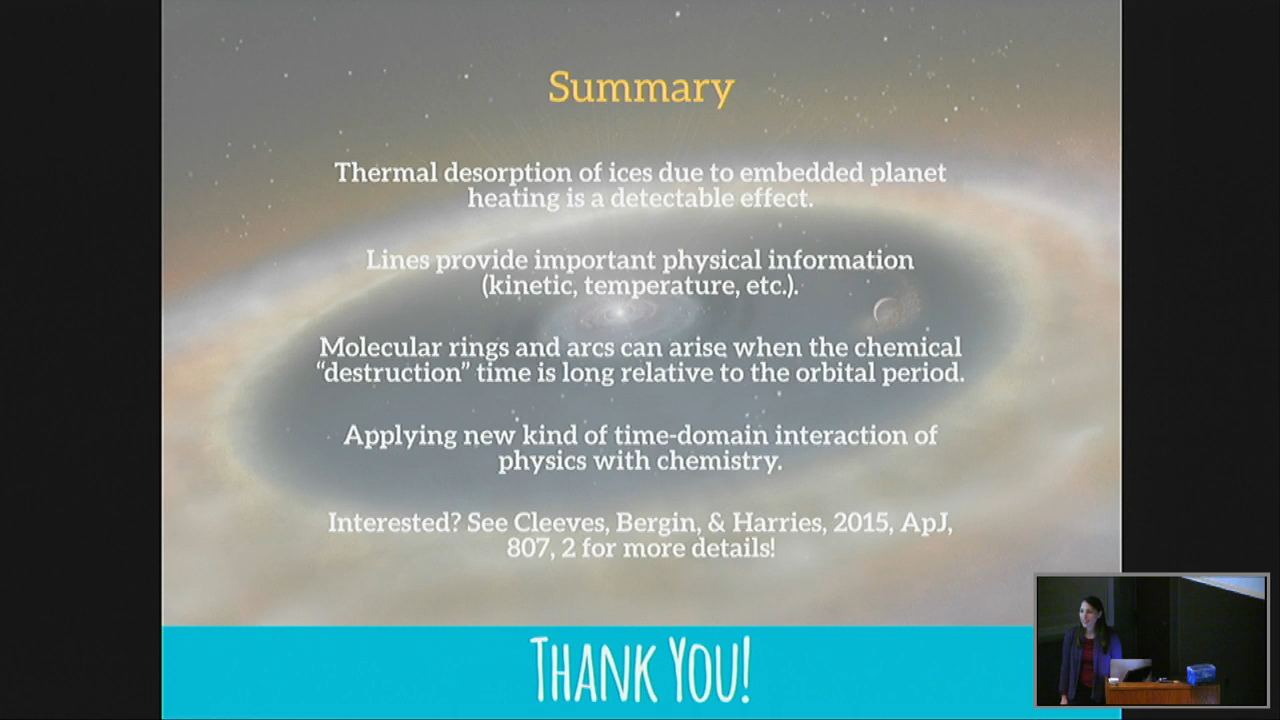 Summary
Thermal desorption of ices due to embedded planet
heating is a detectable effect.
Lines provide important physical information
(kinetic, temperature, etc.).
Molecular rings and arcs can arise when the chemical
“destruction” time is long relative to the orbital period.
Applying new kind of time-domain interaction of
physics with chemistry.
Interested? See Cleeves, Bergin, & Harries, 2015, ApJ,
807, 2 for more details!
THANK YOU!